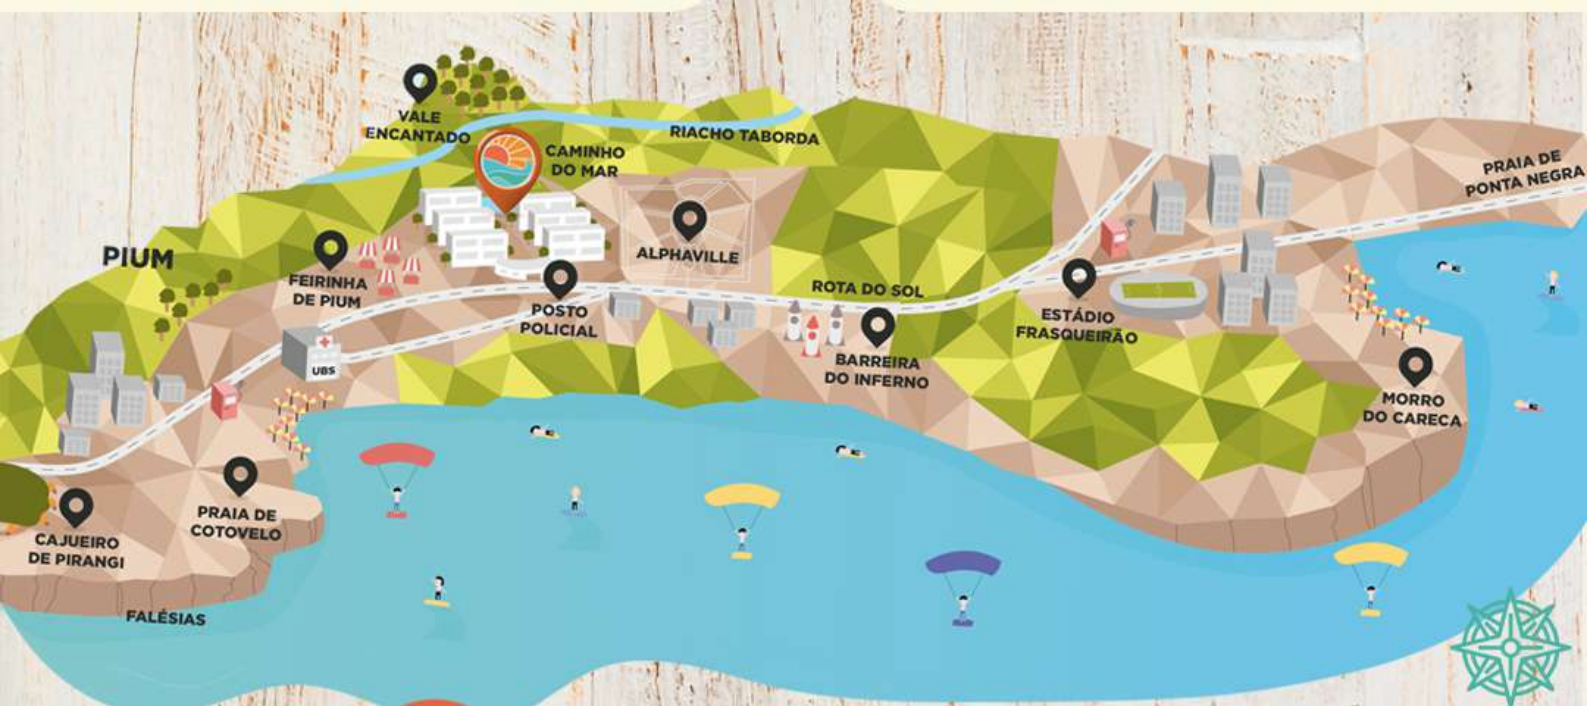 VALE
ENCANTADO
RIACHO TABORDA
CAMINHO
DO MAR
PRAIA DE
PONTA NEGRA
PIUM
ALPHAVILLE
FEIRINHA
DE PIUM
ROTA DO SOL
POSTO
POLICIAL
ESTÁDIO
FRASQUEIRÃO
UBS
BARREIRA
DO INFERNO
MORRO
DO CARECA
PRAIA DE
COTOVELO
CAJUEIRO
DE PIRANGI
FALÉSIAS